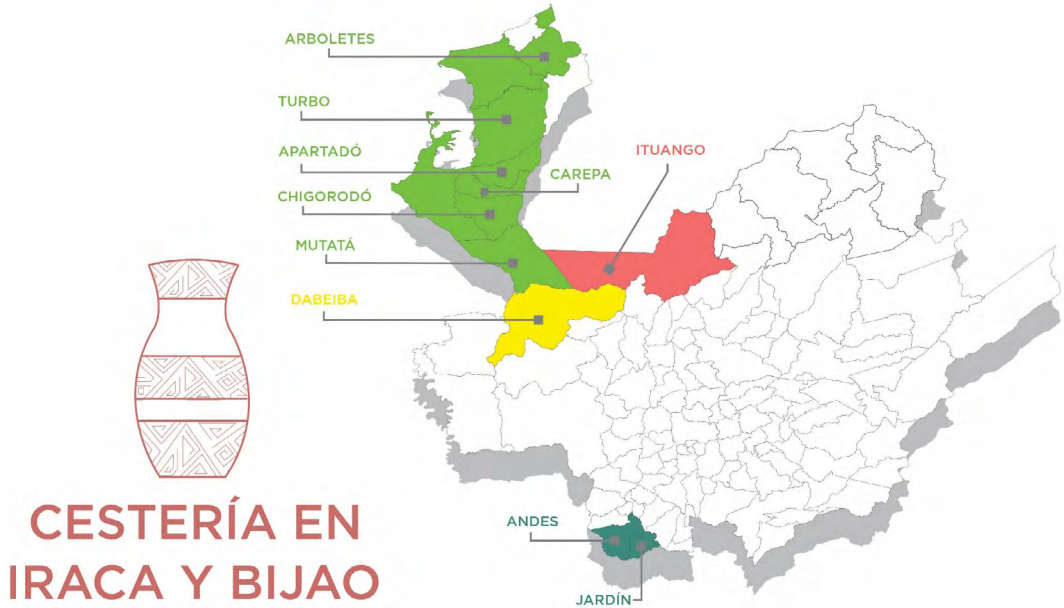 ARBOLETES
TURBO
APARTADÓ
ITUANGO
CAREPA
CHIGORODÓ
MUTATÁ
DABEIBA
CESTERÍA EN
IRACA Y BIJAO
ANDES
JARDÍN